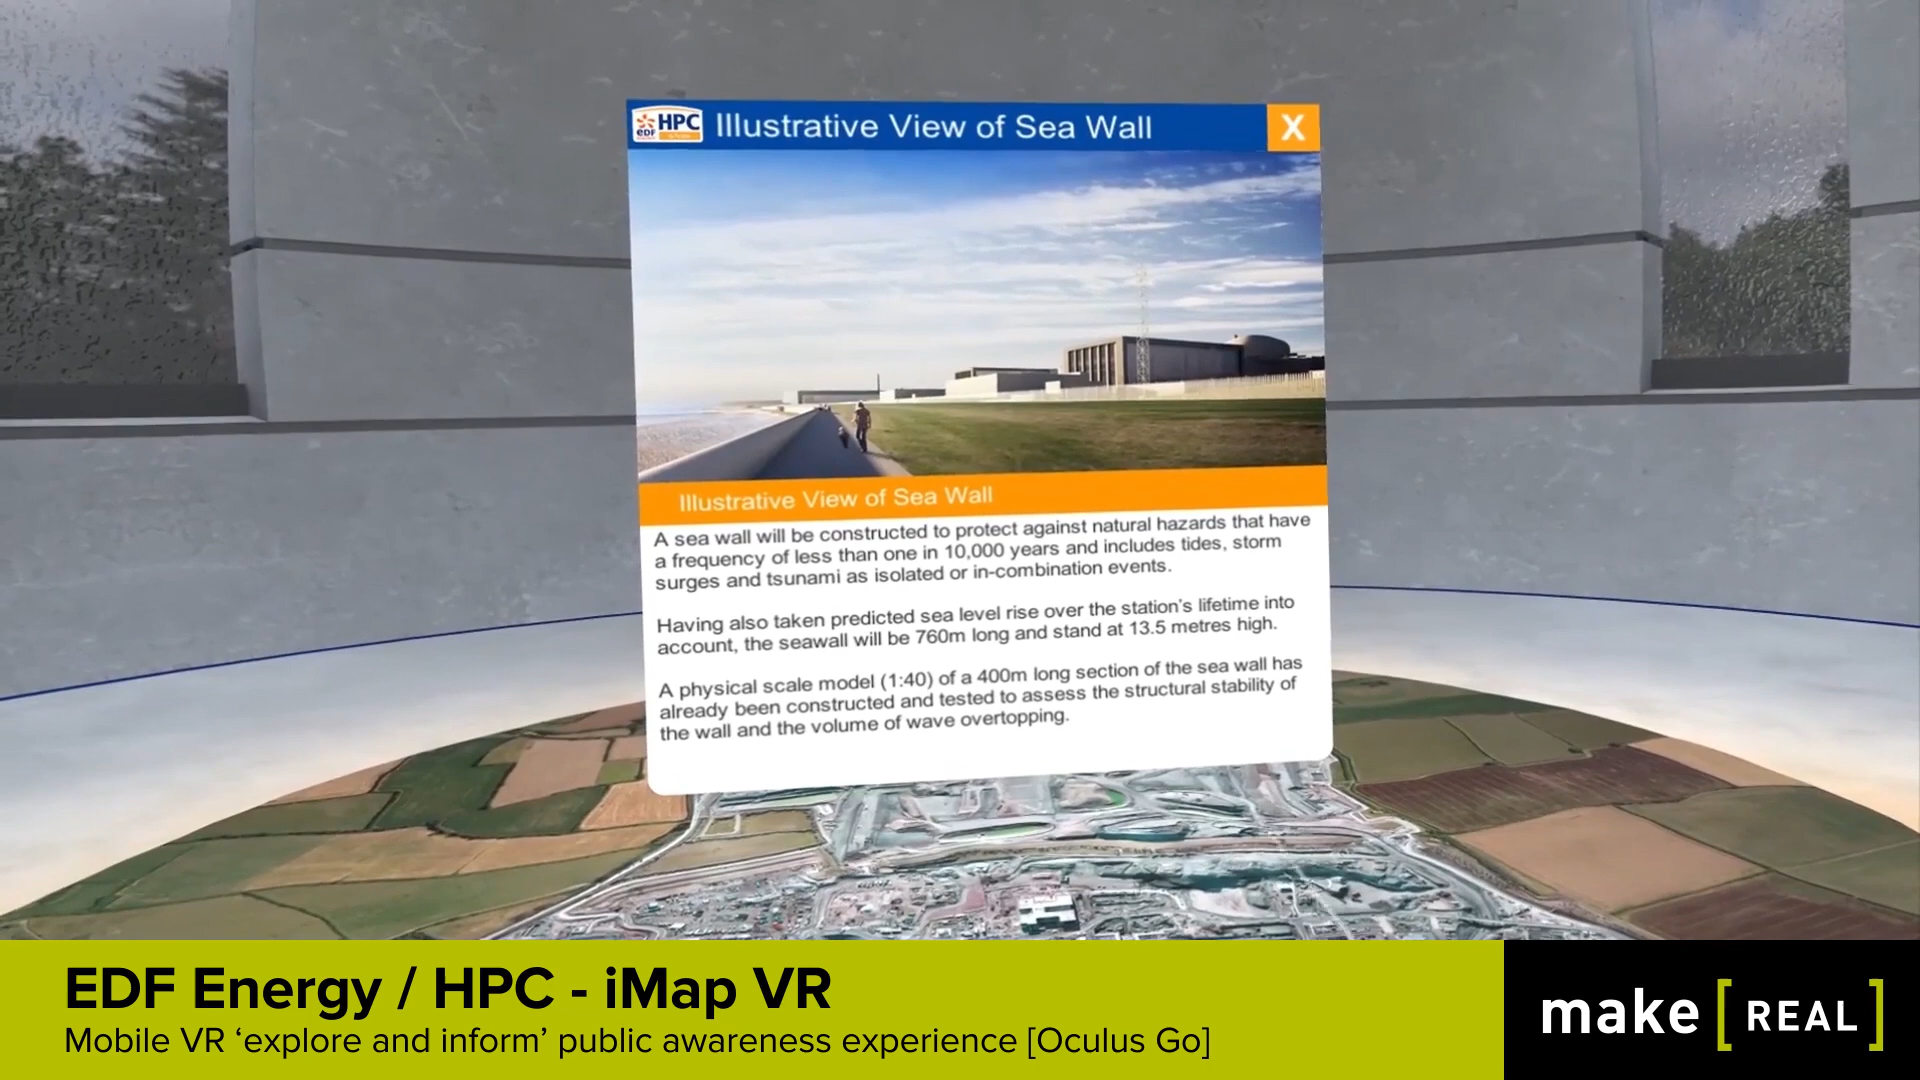 eDF HPC Illustrative View of Sea Wall X
Illustrative View of Sea Wall
A sea wall will be constructed to protect against natural hazards that have
a frequency of less than one in 10,000 years and includes tides, storm
surges and tsunami as isolated or in-combination events.
Having also taken predicted sea level rise over the station's lifetime into
account, the seawall will be 760m long and stand at 13.5 metres high.
A physical scale model (1:40) of a 400m long section of the sea wall has
already been constructed and tested to assess the structural stability of
the wall and the volume of wave overtopping.
EDF Energy / HPC - iMap VR
Mobile VR ‘explore and inform’ public awareness experience [Oculus Go]
make [REAL]